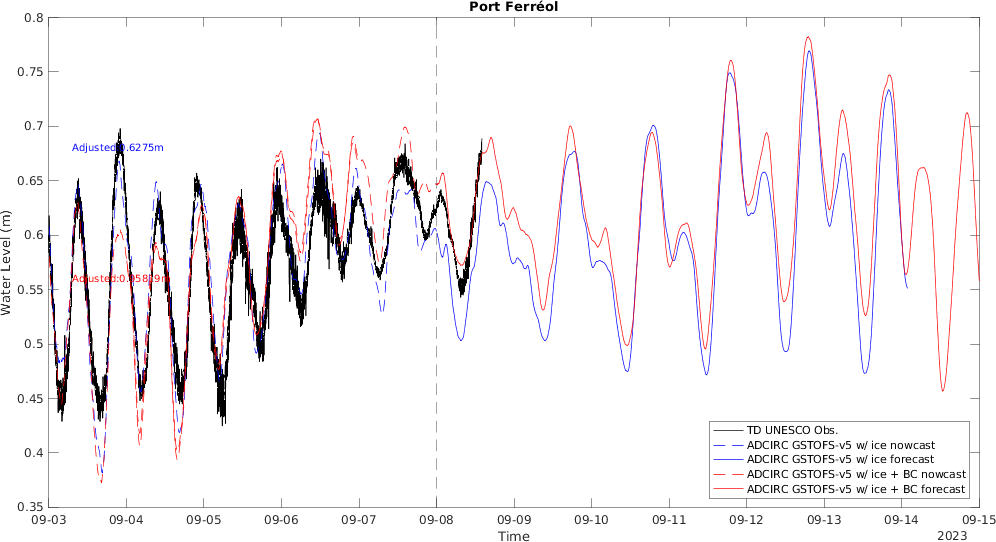 Port Ferréol
0.8
0.75
0.7
0.65
0.6
0.55
0.5
0.45
0.4
0.35
Water Level (m)
Adjusted:0.6275m
09-03
09-04
09-05
09-06
09-07
09-08
09-09
09-10
09-11
09-12
09-13
09-14
09-15
2023
Time
TD UNESCO Obs.
ADCIRC GSTOFS-v5 w/ ice nowcast
ADCIRC GSTOFS-v5 w/ ice forecast
ADCIRC GSTOFS-v5 w/ ice + BC nowcast
ADCIRC GSTOFS-v5 w/ ice + BC forecast